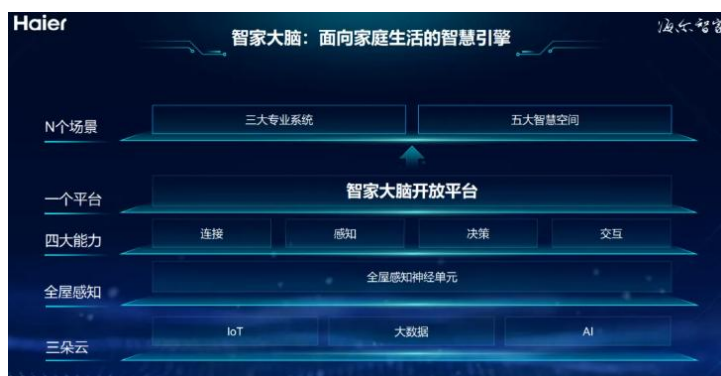 Haier
智家大脑：面向家庭生活的智慧引擎
海尔智家
N个场景
三大专业系统
五大智慧空间
一个平台
智家大脑开放平台
四大能力
连接
感知
决策
交互
全屋感知
全屋感知神经单元
三朵云
IoT
大数据
AI